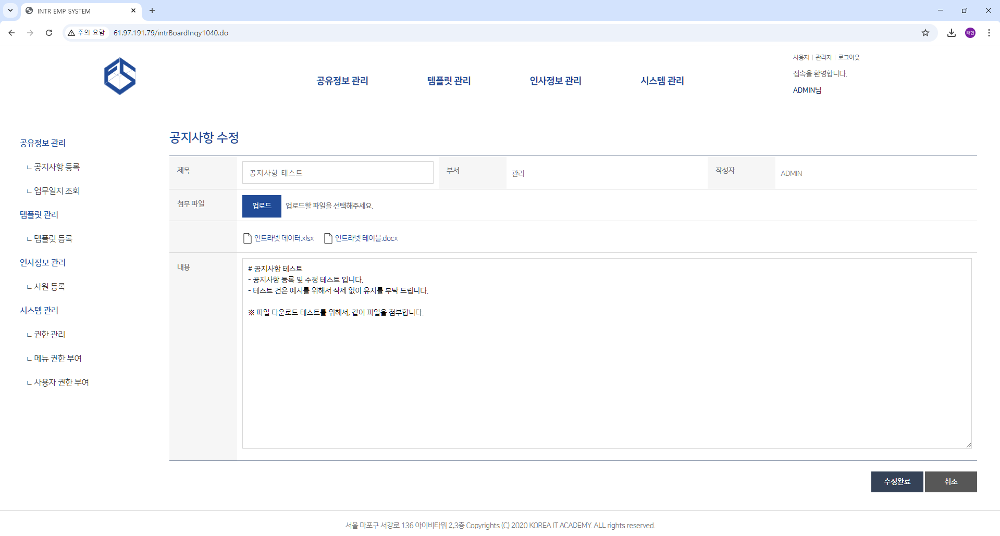 INTR EMP SYSTEM
주의 요함
61.97.191.79/intrBoardInqy1040.do
태현
사용자 | 관리자 | 로그아웃
접속을 환영합니다.
ADMIN님
공유정보 관리
템플릿 관리
인사정보 관리
시스템 관리
공유정보 관리
ㄴ 공지사항 등록
ㄴ 업무일지 조회
템플릿 관리
ㄴ 템플릿 등록
인사정보 관리
ㄴ 사원 등록
시스템 관리
ㄴ 권한 관리
ㄴ 메뉴 권한 부여
ㄴ 사용자 권한 부여
공지사항 수정
제목
공지사항 테스트
부서
관리
작성자
ADMIN
첨부 파일
업로드
업로드할 파일을 선택해주세요.
인트라넷 데이터.xlsx
인트라넷 테이블.docx
내용
# 공지사항 테스트
- 공지사항 등록 및 수정 테스트 입니다.
- 테스트 건은 예시를 위해서 삭제 없이 유지를 부탁 드립니다.
※ 파일 다운로드 테스트를 위해서, 같이 파일을 첨부합니다.
수정완료
취소
서울 마포구 서강로 136 아이비타워 2,3층 Copyrights (C) 2020 KOREA IT ACADEMY. ALL rights reserved.